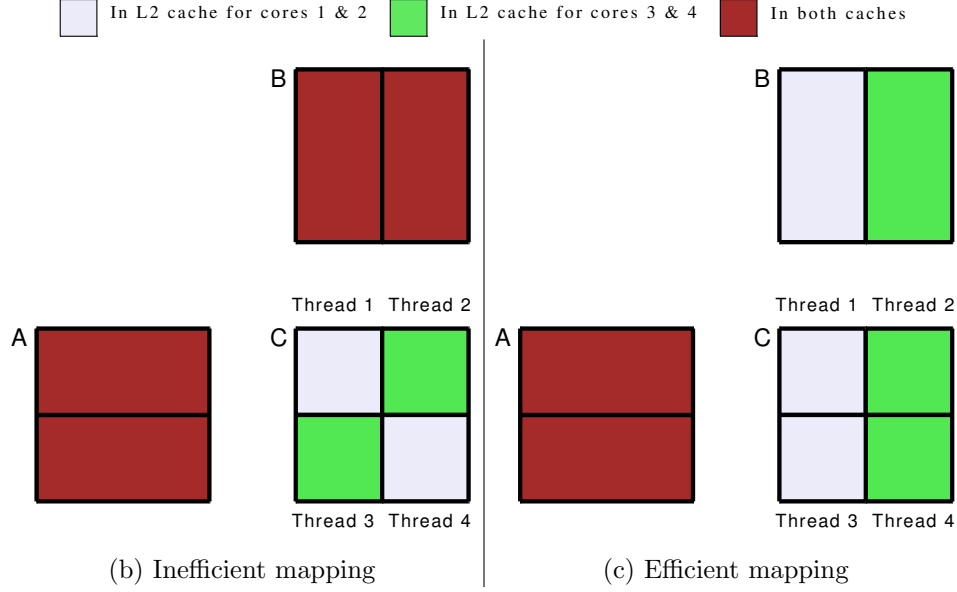 In L2 cache for cores 1 & 2
In L2 cache for cores 3 & 4
In both caches
B
Thread 1 Thread 2
A
C
Thread 3 Thread 4
(b) Inefficient mapping
B
Thread 1 Thread 2
A
C
Thread 3 Thread 4
(c) Efficient mapping